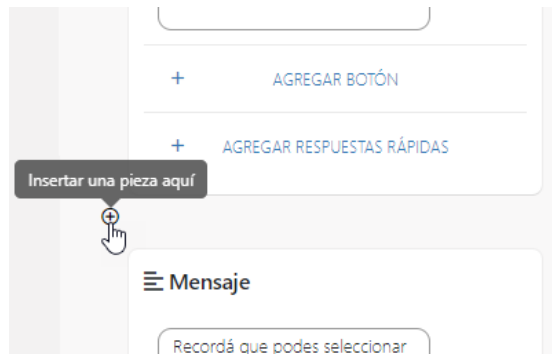 + AGREGAR BOTÓN
+ AGREGAR RESPUESTAS RÁPIDAS
Insertar una pieza aquí
Mensaje
Recordá que podes seleccionar